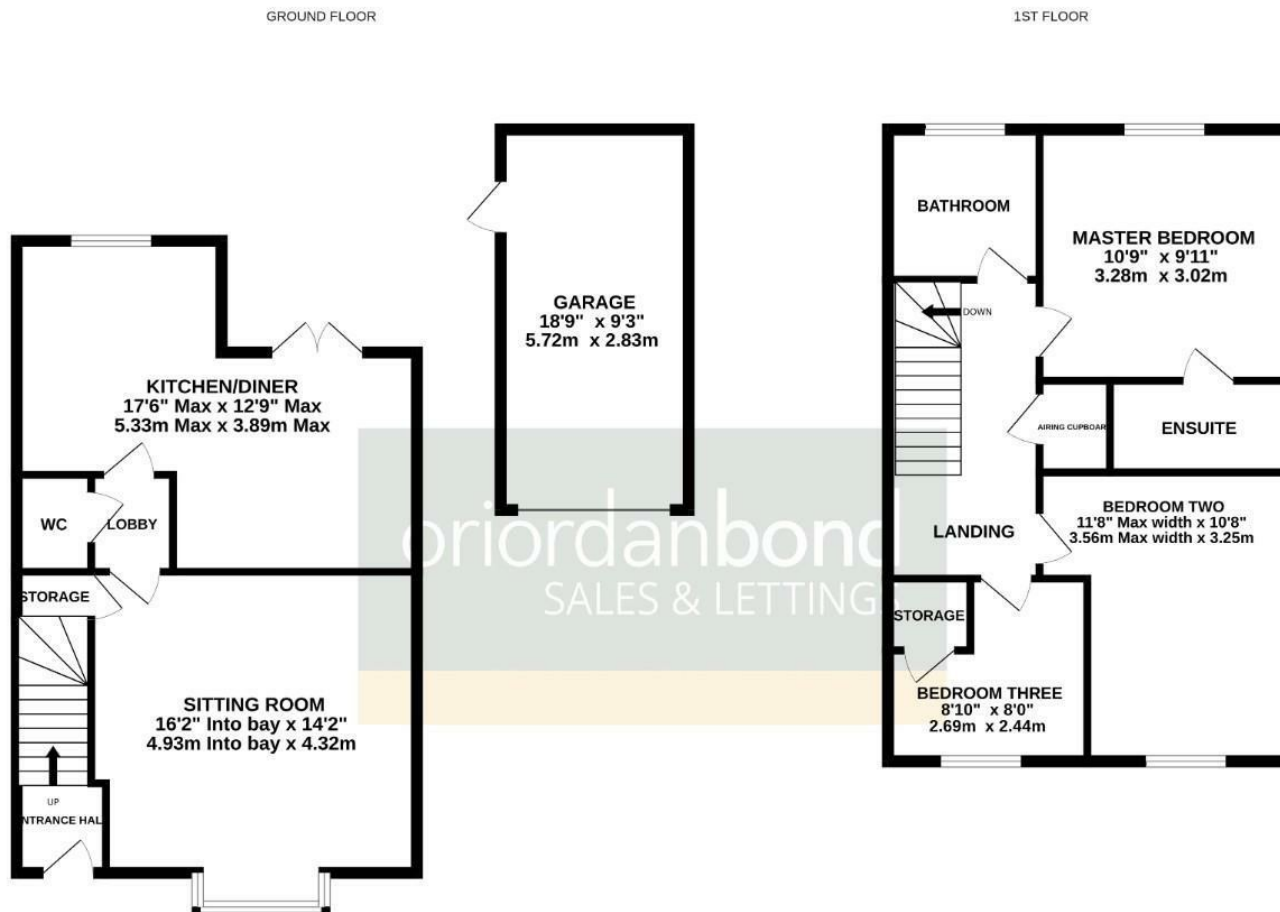 GROUND FLOOR
1ST FLOOR
BATHROOM
MASTER BEDROOM
10'9" x 9'11"
3.28m x 3.02m
GARAGE
18'9" x 9'3"
5.72m x 2.83m
DOWN
KITCHEN/DINER
17'6" Max x 12'9" Max
5.33m Max x 3.89m Max
AIRING CUPBOAR
ENSUITE
WC
LOBBY
BEDROOM TWO
11'8" Max width x 10'8"
3.56m Max width x 3.25m
LANDING
oriordanbond
SALES & LETTINGS
STORAGE
STORAGE
SITTING ROOM
16'2" Into bay x 14'2"
4.93m Into bay x 4.32m
BEDROOM THREE
8'10" x 8'0"
2.69m x 2.44m
UP
NTRANCE HAL